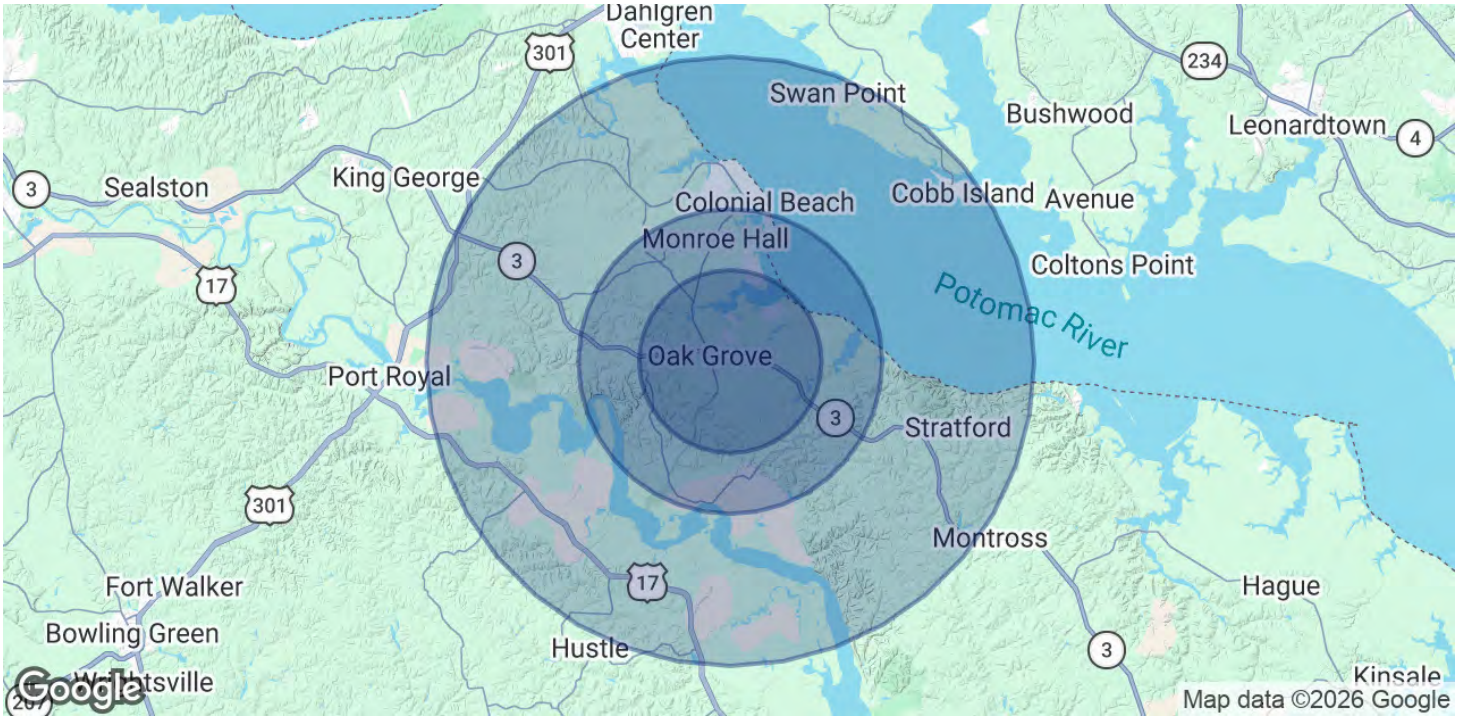 Dahlgren
Center
301
234
Swan Point
Bushwood
Leonardtown
4
3
Sealston
King George
Cobb Island
Avenue
Colonial Beach
Monroe Hall
3
Coltons Point
17
Potomac River
Oak Grove
Port Royal
3
Stratford
301
Montross
17
Fort Walker
Hague
Bowling Green
Hustle
3
Wrightsville
Kinsale
207
Google
Map data ©2026 Google